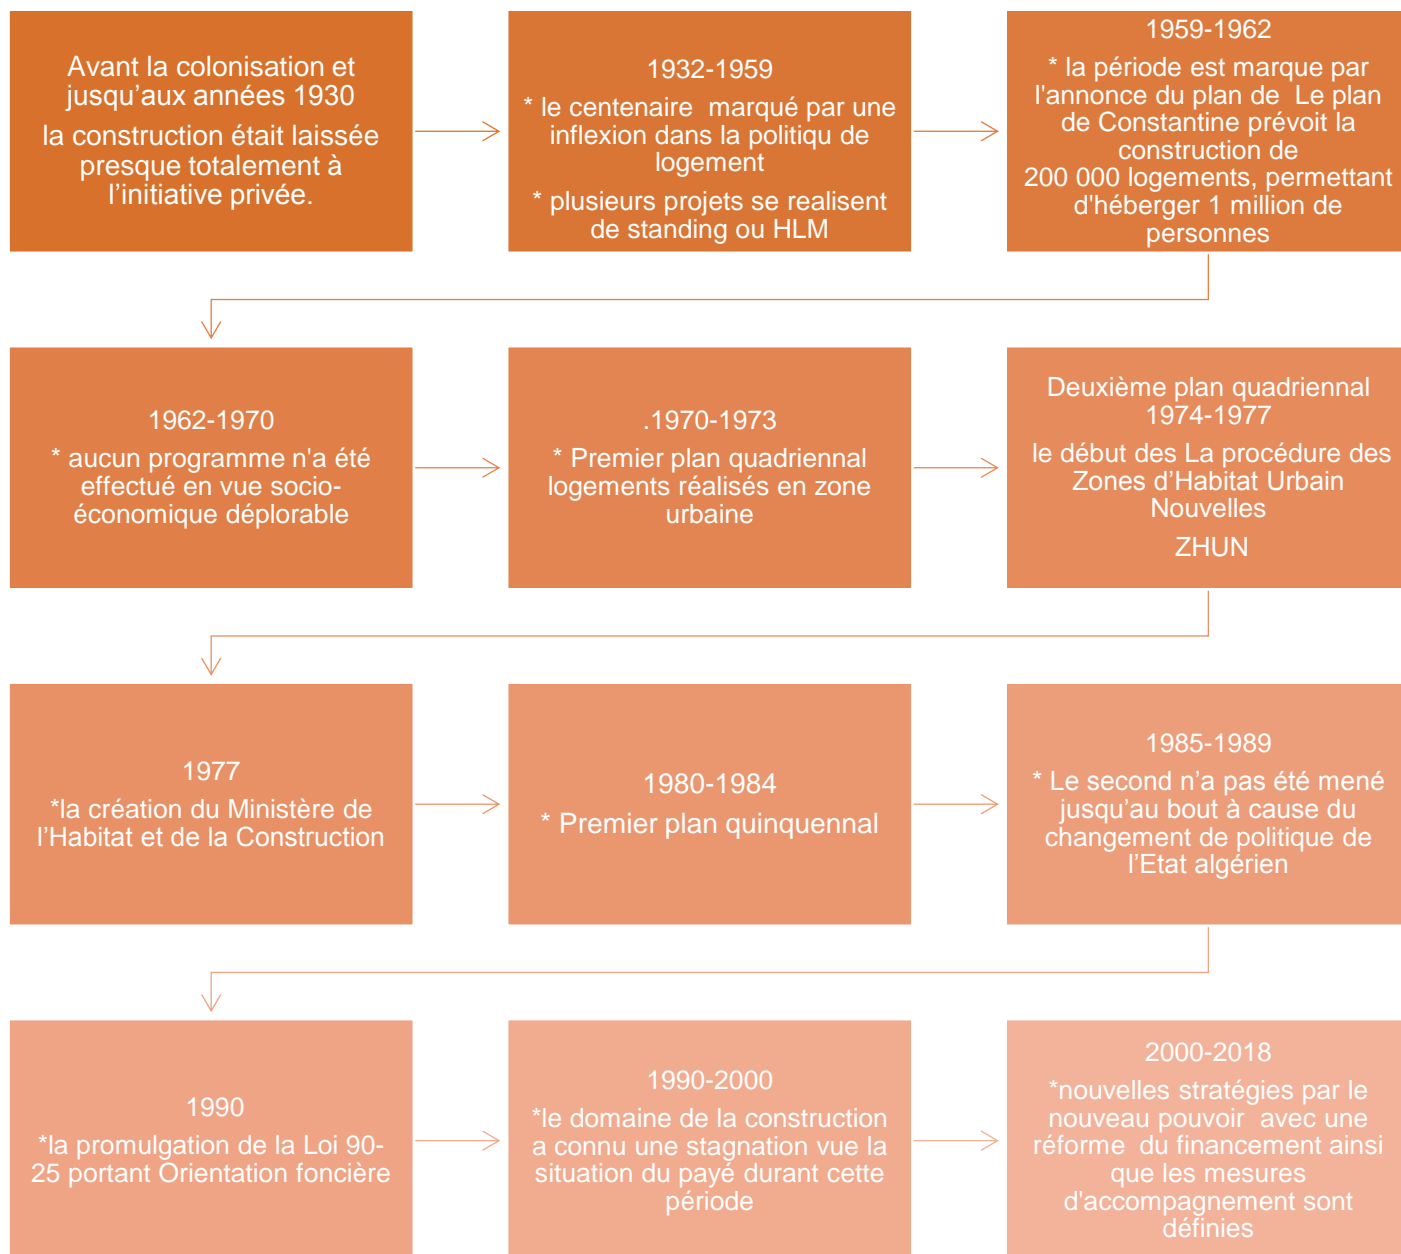 Avant la colonisation et
jusqu’aux années 1930
la construction était laissée
presque totalement à
l’initiative privée.
1932-1959
* le centenaire  marqué par une
inflexion dans la politiqu de
logement
* plusieurs projets se realisent
de standing ou HLM
1959-1962
* la période est marque par
l'annonce du plan de  Le plan
de Constantine prévoit la
construction de
200 000 logements, permettant
d'héberger 1 million de
personnes
1962-1970
* aucun programme n'a été
effectué en vue socio-
économique déplorable
.1970-1973
* Premier plan quadriennal
logements réalisés en zone
urbaine
Deuxième plan quadriennal
1974-1977
le début des La procédure des
Zones d’Habitat Urbain
Nouvelles
ZHUN
1977
*la création du Ministère de
l’Habitat et de la Construction
1980-1984
* Premier plan quinquennal
1985-1989
* Le second n’a pas été mené
jusqu’au bout à cause du
changement de politique de
l’Etat algérien
1990
*la promulgation de la Loi 90-
25 portant Orientation foncière
1990-2000
*le domaine de la construction
a connu une stagnation vue la
situation du payé durant cette
période
2000-2018
*nouvelles stratégies par le
nouveau pouvoir  avec une
réforme  du financement ainsi
que les mesures
d'accompagnement sont
définies